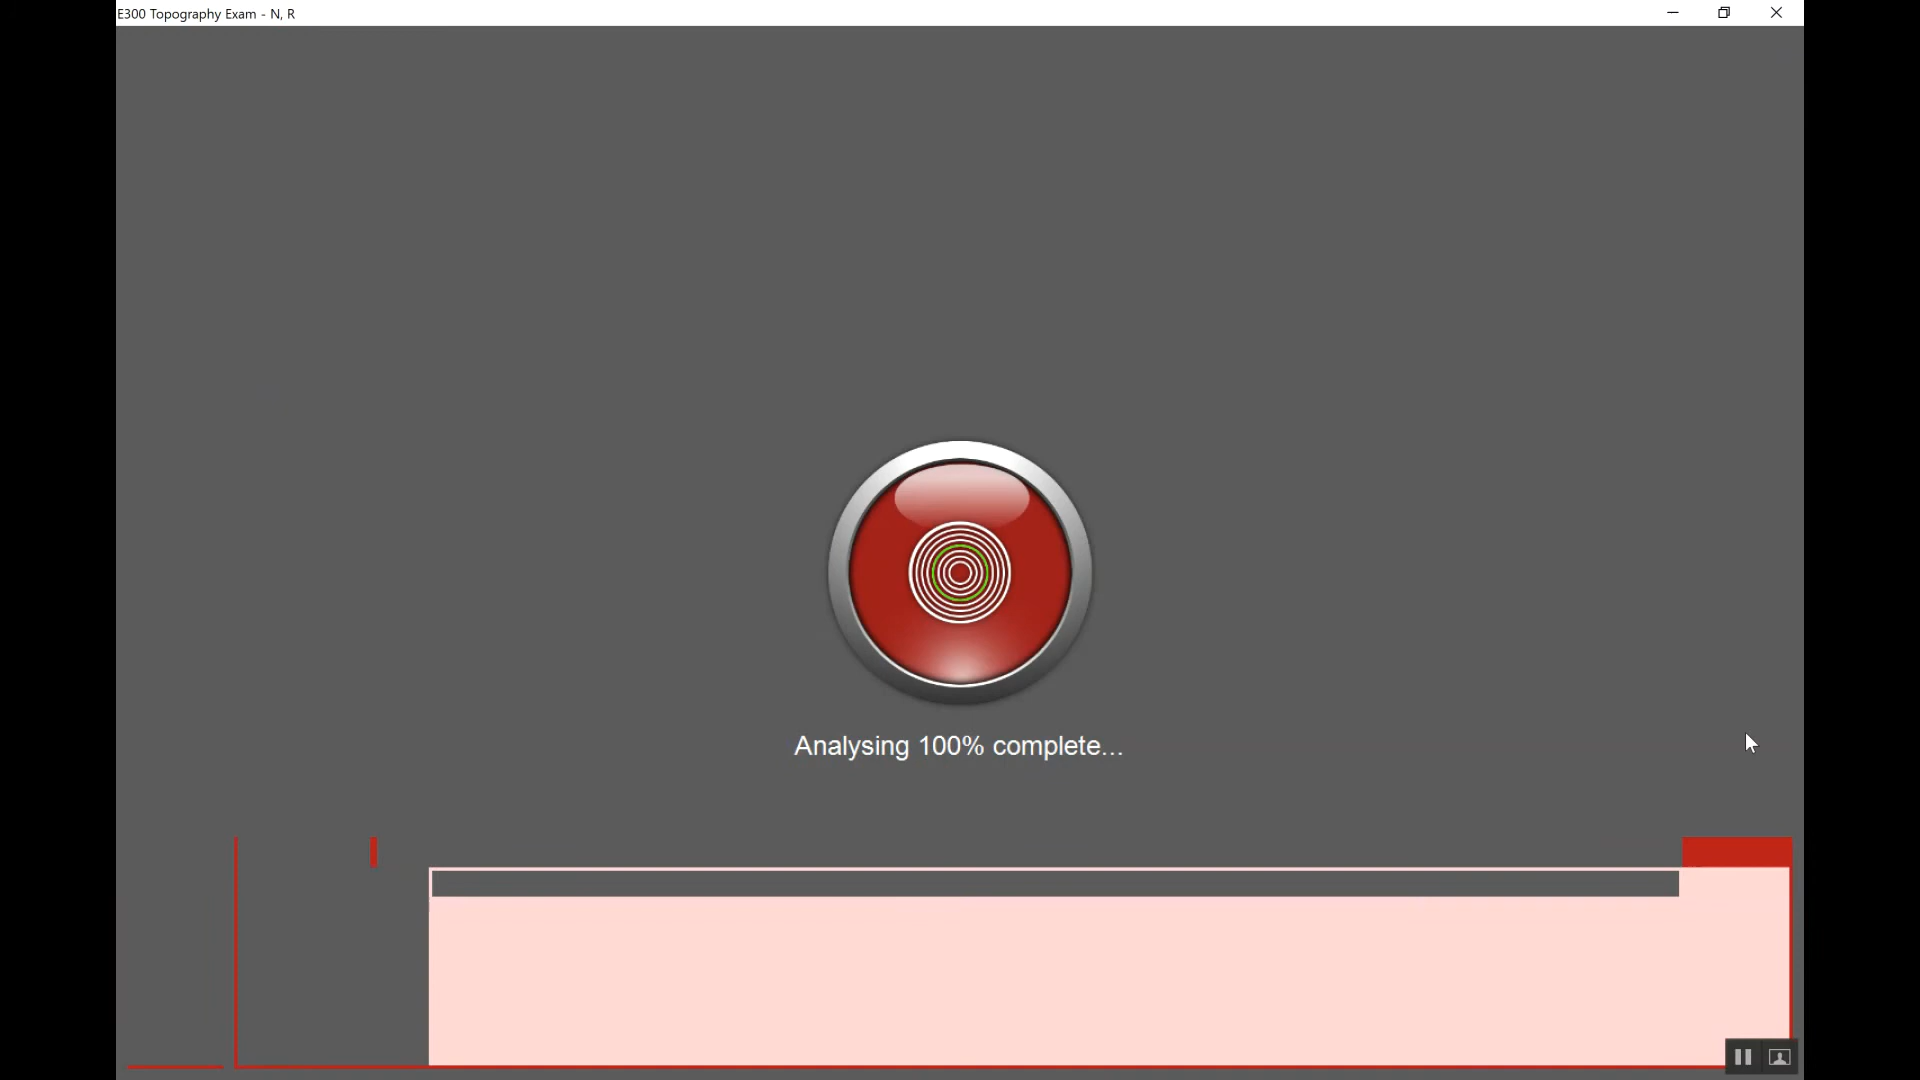 E300 Topography Exam - N, R
Analysing 100% complete...